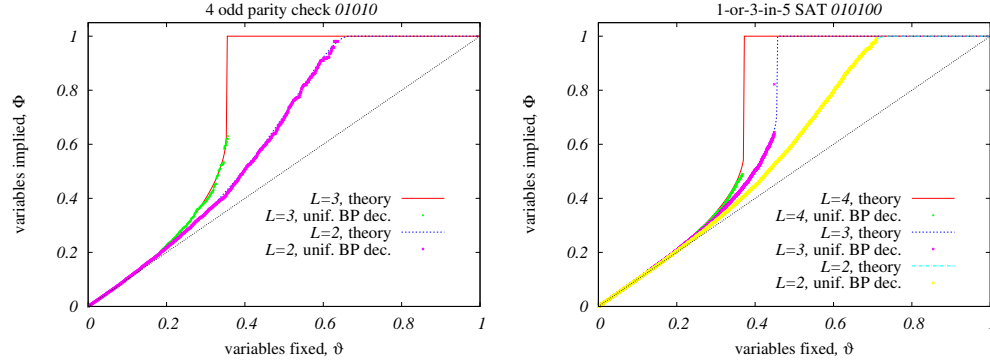 4 odd parity check 01010
1
0.8
0.6
0.4
0.2
0
0 0.2 0.4 0.6 0.8 1
variables implied, Φ
variables fixed, ϑ
L=3, theory
L=3, unif. BP dec.
L=2, theory
L=2, unif. BP dec.
1-or-3-in-5 SAT 010100
1
0.8
0.6
0.4
0.2
0
0 0.2 0.4 0.6 0.8 1
variables implied, Φ
variables fixed, ϑ
L=4, theory
L=4, unif. BP dec.
L=3, theory
L=3, unif. BP dec.
L=2, theory
L=2, unif. BP dec.